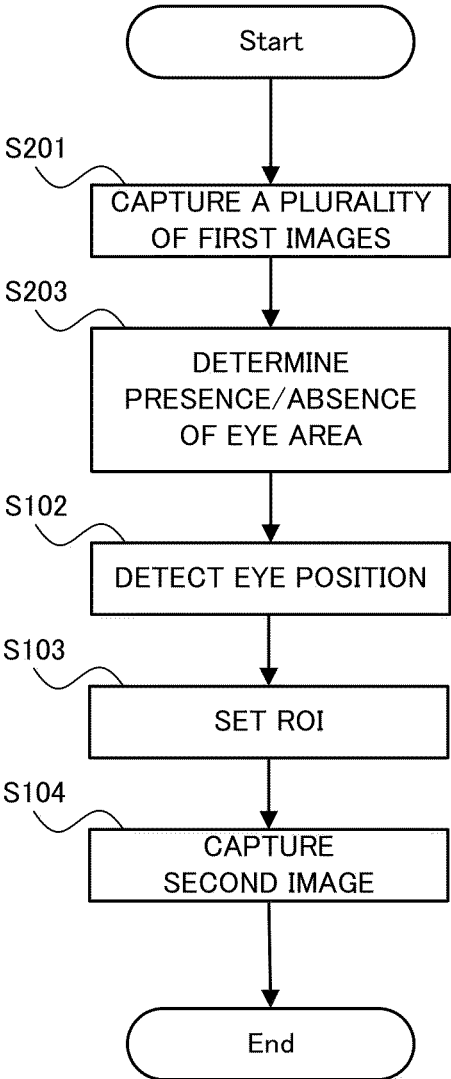 Start
S201
CAPTURE A PLURALITY
OF FIRST IMAGES
S203
DETERMINE
PRESENCE/ABSENCE
OF EYE AREA
S102
DETECT EYE POSITION
S103
SET ROI
S104
CAPTURE
SECOND IMAGE
End